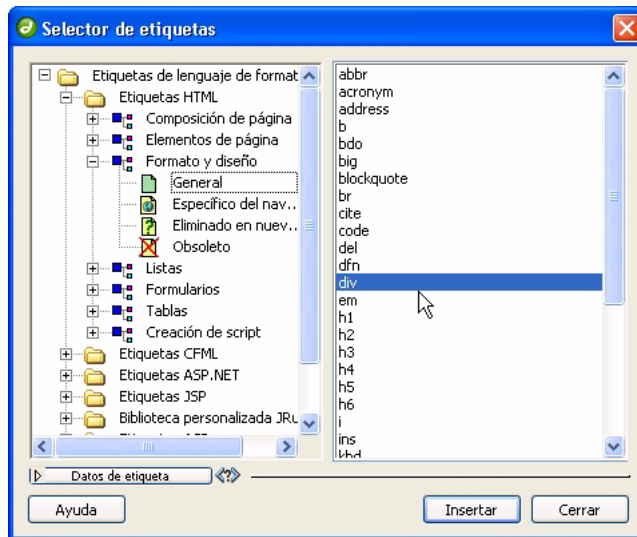 Selector de etiquetas
Etiquetas de lenguaje de format
Etiquetas HTML
Composición de página
Elementos de página
Formato y diseño
General
Específico del nav..
Eliminado en nuev..
Obsoleto
Listas
Formularios
Tablas
Creación de script
Etiquetas CFML
Etiquetas ASP.NET
Etiquetas JSP
Biblioteca personalizada JRu
abbr
acronym
address
b
bdo
big
blockquote
br
cite
code
del
dfn
div
em
h1
h2
h3
h4
h5
h6
i
ins
kbd
Datos de etiqueta
Ayuda
Insertar
Cerrar